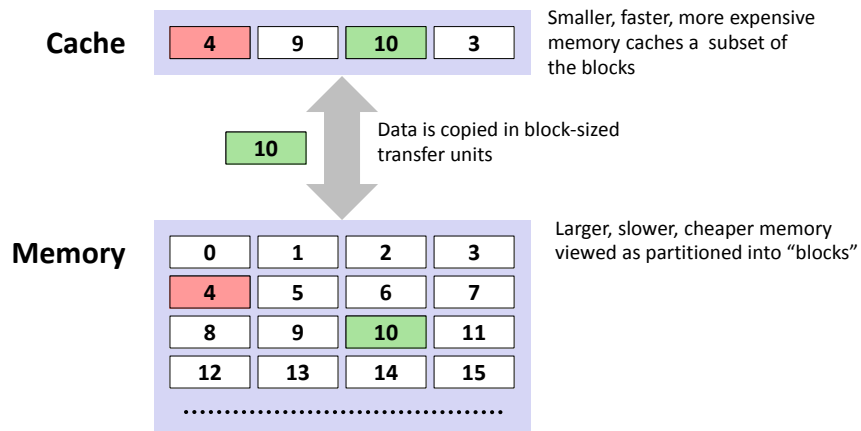 Cache
4 9 10 3
Smaller, faster, more expensive
memory caches a subset of
the blocks
10
Data is copied in block-sized
transfer units
Memory
0 1 2 3
4 5 6 7
8 9 10 11
12 13 14 15
Larger, slower, cheaper memory
viewed as partitioned into “blocks”